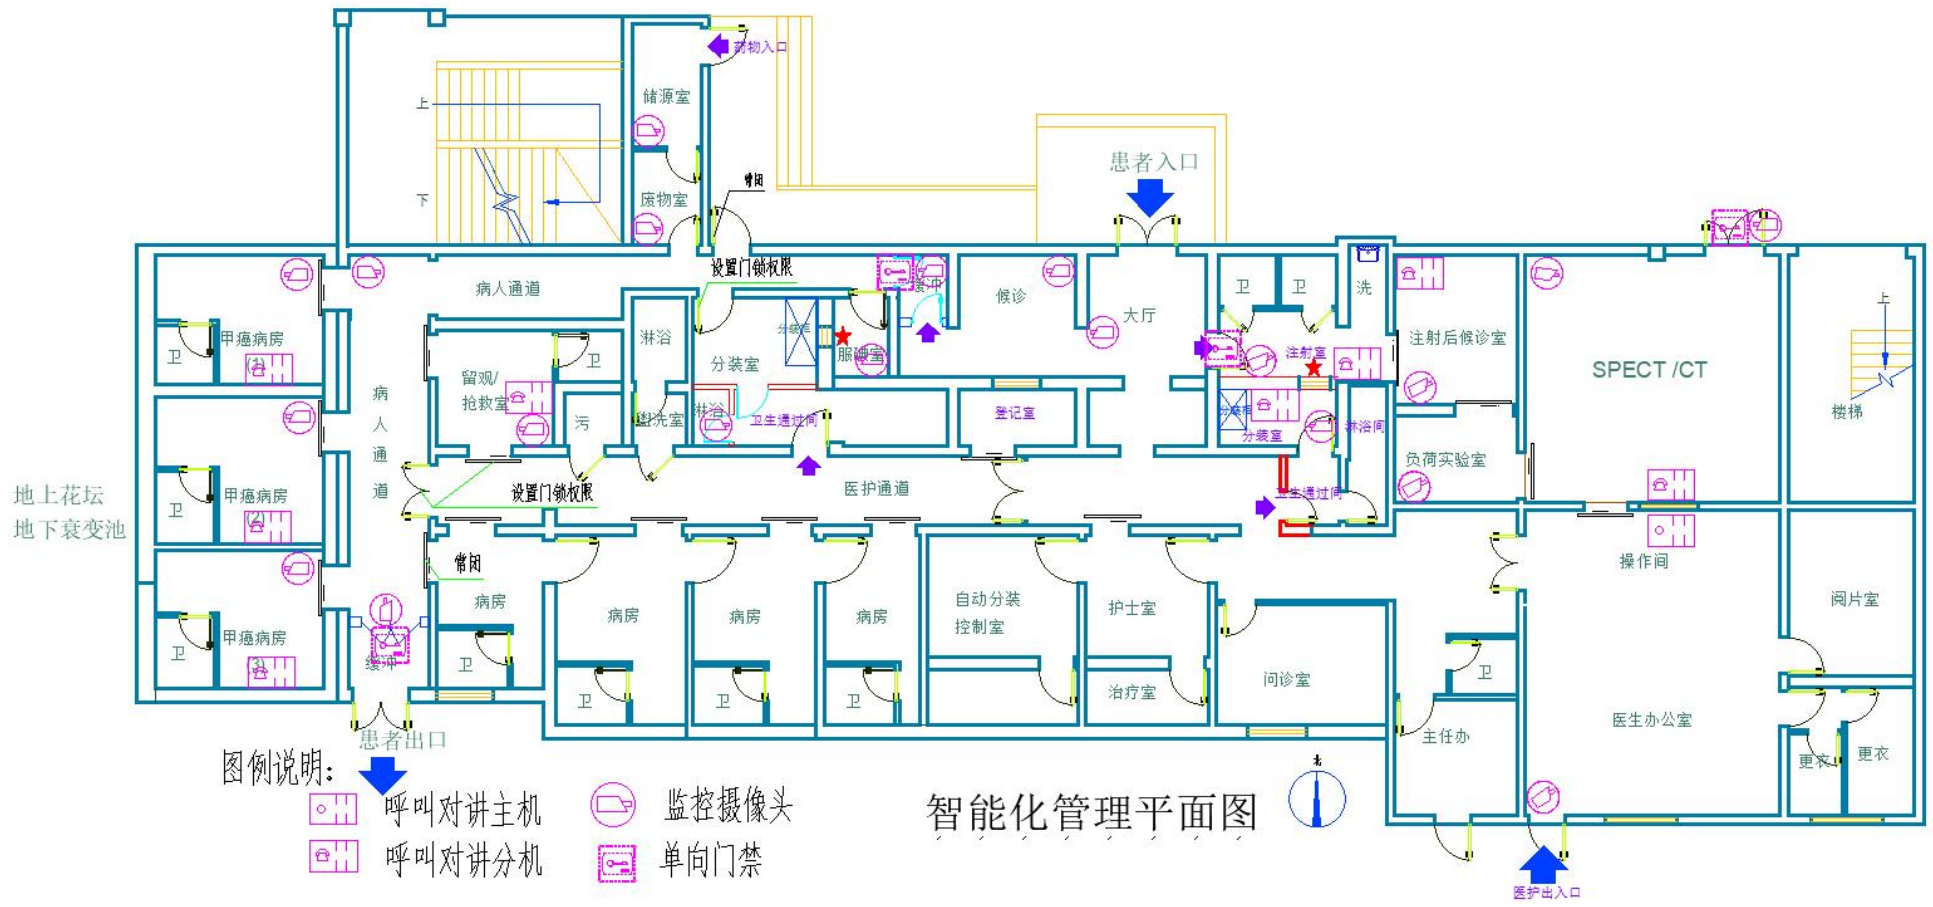 药物入口
上
储源室
患者入口
常闭
下
废物室
设置门锁权限
病人通道
缓冲
候诊
大厅
卫
卫
洗
上
甲癌病房
(1)
卫
淋浴
分装柜
分装室
服碘室
注射室
注射后候诊室
SPECT /CT
卫
留观/
抢救室
病人通道
污
盥洗室
淋浴
卫生通过间
登记室
分装柜
分装室
淋浴间
楼梯
负荷实验室
地上花坛
地下衰变池
甲癌病房
(2)
卫
设置门锁权限
医护通道
卫生通过间
常闭
操作间
病房
病房
病房
病房
自动分装
控制室
护士室
阅片室
甲癌病房
(3)
卫
缓冲
卫
卫
卫
卫
治疗室
问诊室
卫
主任办
医生办公室
更衣
更衣
患者出口
图例说明：
呼叫对讲主机
监控摄像头
智能化管理平面图
北
呼叫对讲分机
单向门禁
医护出入口